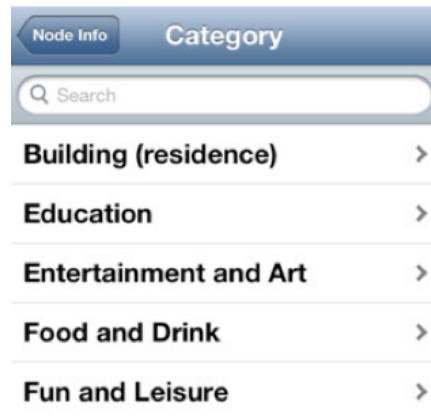 Node Info
Category
Search
Building (residence)
Education
Entertainment and Art
Food and Drink
Fun and Leisure